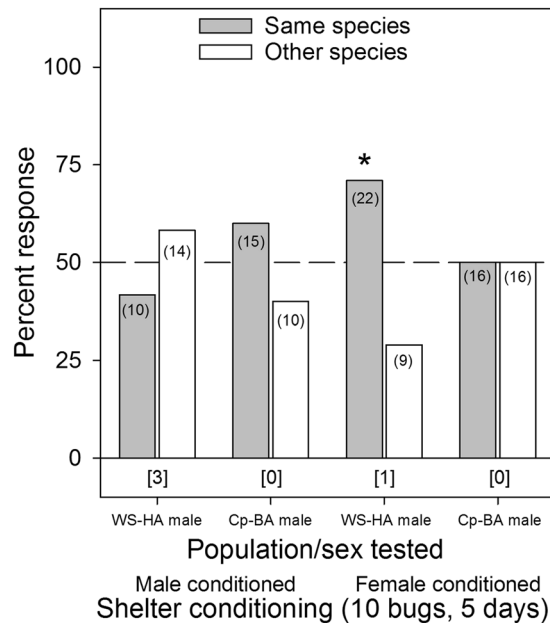 Same species
Other species
100
75
50
25
0
Percent response
*
(10)
(14)
(15)
(10)
(22)
(9)
(16)
(16)
[3]
[0]
[1]
[0]
WS-HA male
Cp-BA male
WS-HA male
Cp-BA male
Population/sex tested
Male conditioned
Female conditioned
Shelter conditioning (10 bugs, 5 days)